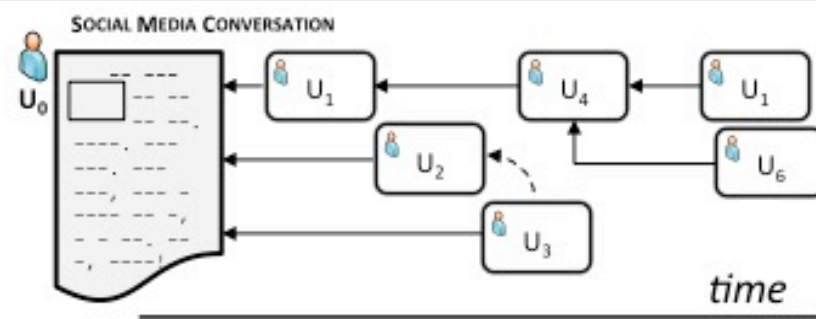 SOCIAL MEDIA CONVERSATION
U₀
U₁
U₄
U₁
U₂
U₆
U₃
time